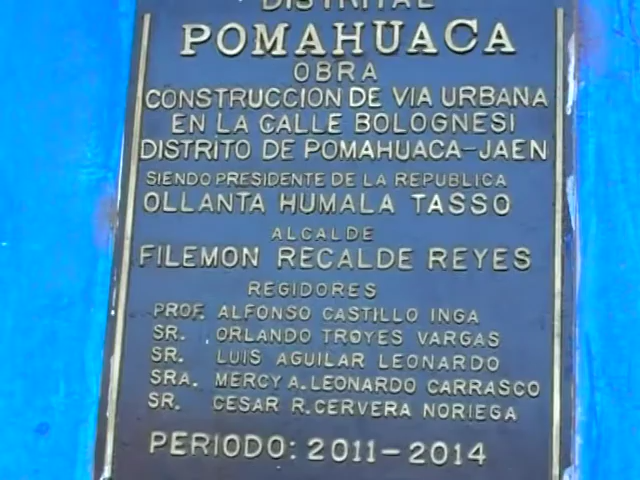 DISTRITAL
POMAHUACA
OBRA
CONSTRUCCION DE VIA URBANA
EN LA CALLE BOLOGNESI
DISTRITO DE POMAHUACA-JAEN
SIENDO PRESIDENTE DE LA REPUBLICA
OLLANTA HUMALA TASSO
ALCALDE
FILEMON RECALDE REYES
REGIDORES
PROF. ALFONSO CASTILLO INGA
SR. ORLANDO TROYES VARGAS
SR. LUIS AGUILAR LEONARDO
SRA. MERCY A. LEONARDO CARRASCO
SR. CESAR R. CERVERA NORIEGA
PERIODO: 2011-2014